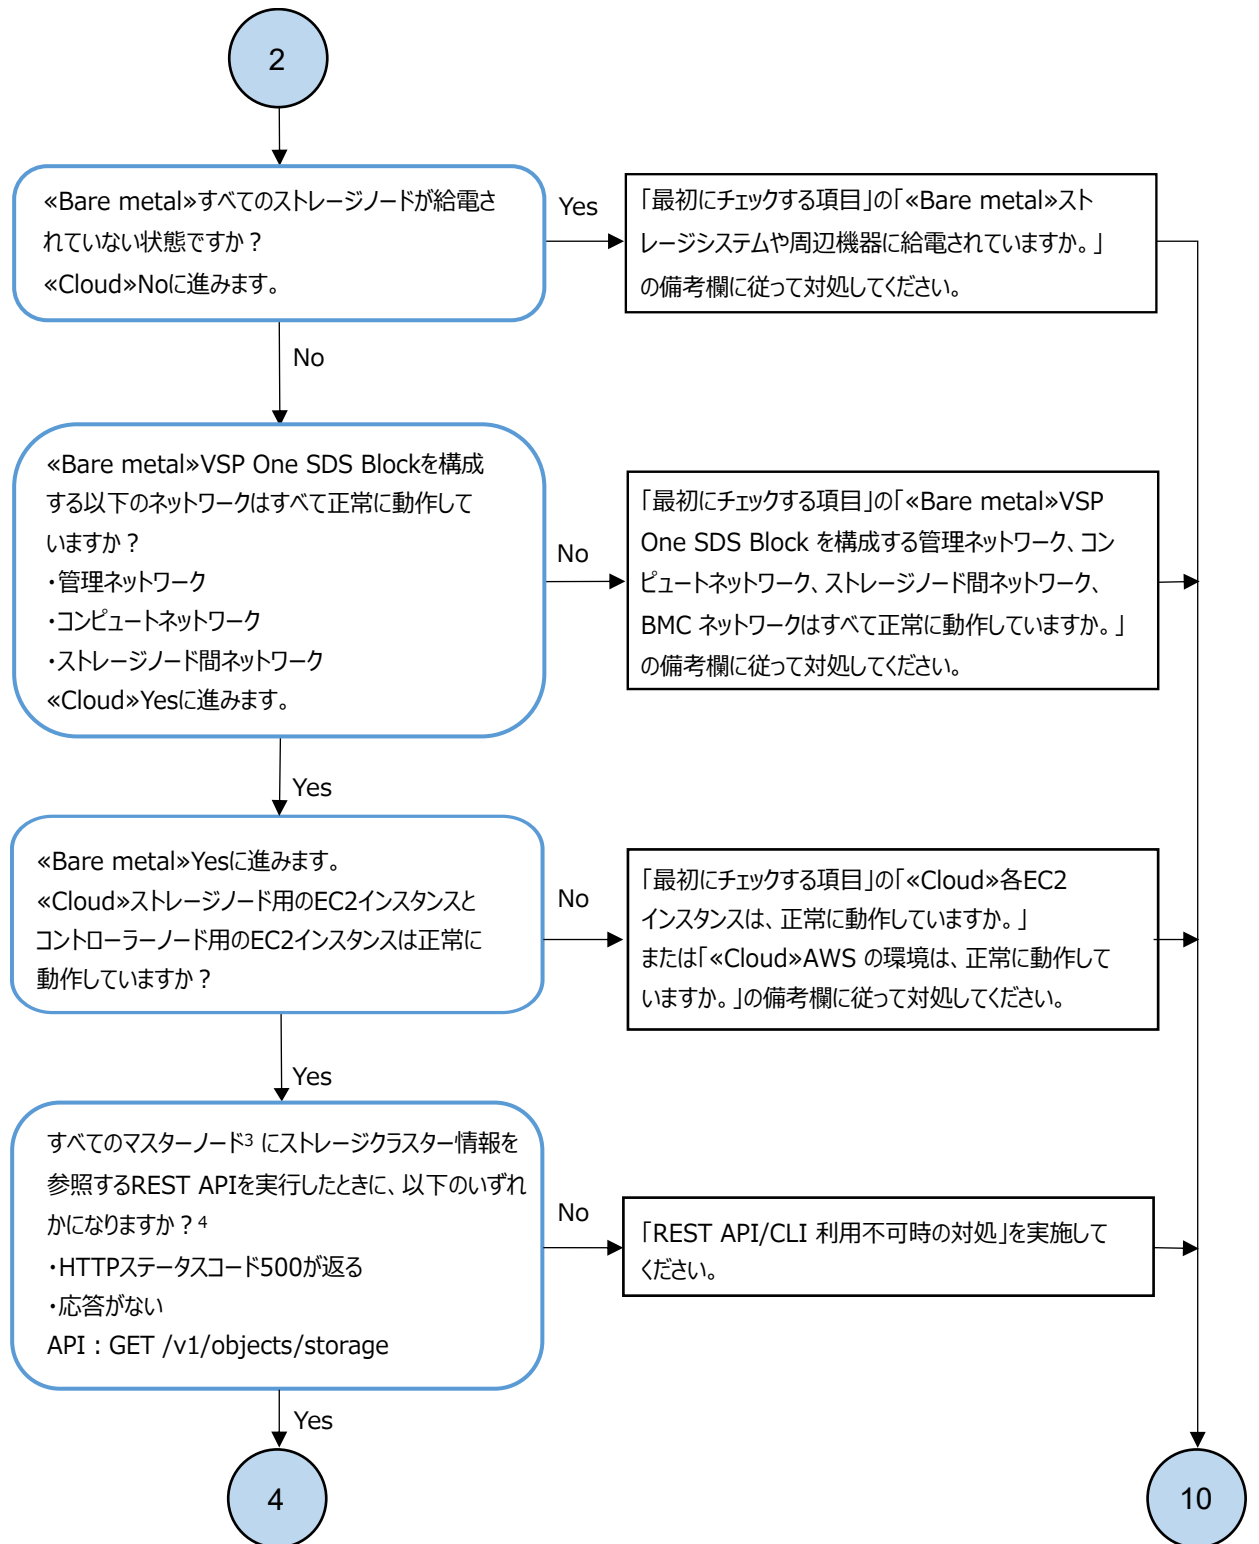 2
«Bare metal»すべてのストレージノードが給電さ
れていない状態ですか？
«Cloud»Noに進みます。
Yes
「最初にチェックする項目」の「«Bare metal»スト
レージシステムや周辺機器に給電されていますか。」
の備考欄に従って対処してください。
No
«Bare metal»VSP One SDS Blockを構成
する以下のネットワークはすべて正常に動作して
いますか？
・管理ネットワーク
・コンピュートネットワーク
・ストレージノード間ネットワーク
«Cloud»Yesに進みます。
No
「最初にチェックする項目」の「«Bare metal»VSP
One SDS Block を構成する管理ネットワーク、コン
ピュートネットワーク、ストレージノード間ネットワーク、
BMC ネットワークはすべて正常に動作していますか。」
の備考欄に従って対処してください。
Yes
«Bare metal»Yesに進みます。
«Cloud»ストレージノード用のEC2インスタンスと
コントローラーノード用のEC2インスタンスは正常に
動作していますか？
No
「最初にチェックする項目」の「«Cloud»各EC2
インスタンスは、正常に動作していますか。」
または「«Cloud»AWS の環境は、正常に動作して
いますか。」の備考欄に従って対処してください。
Yes
すべてのマスターノード3 にストレージクラスター情報を
参照するREST APIを実行したときに、以下のいずれ
かになりますか？4
・HTTPステータスコード500が返る
・応答がない
API：GET /v1/objects/storage
No
「REST API/CLI 利用不可時の対処」を実施して
ください。
Yes
4
10